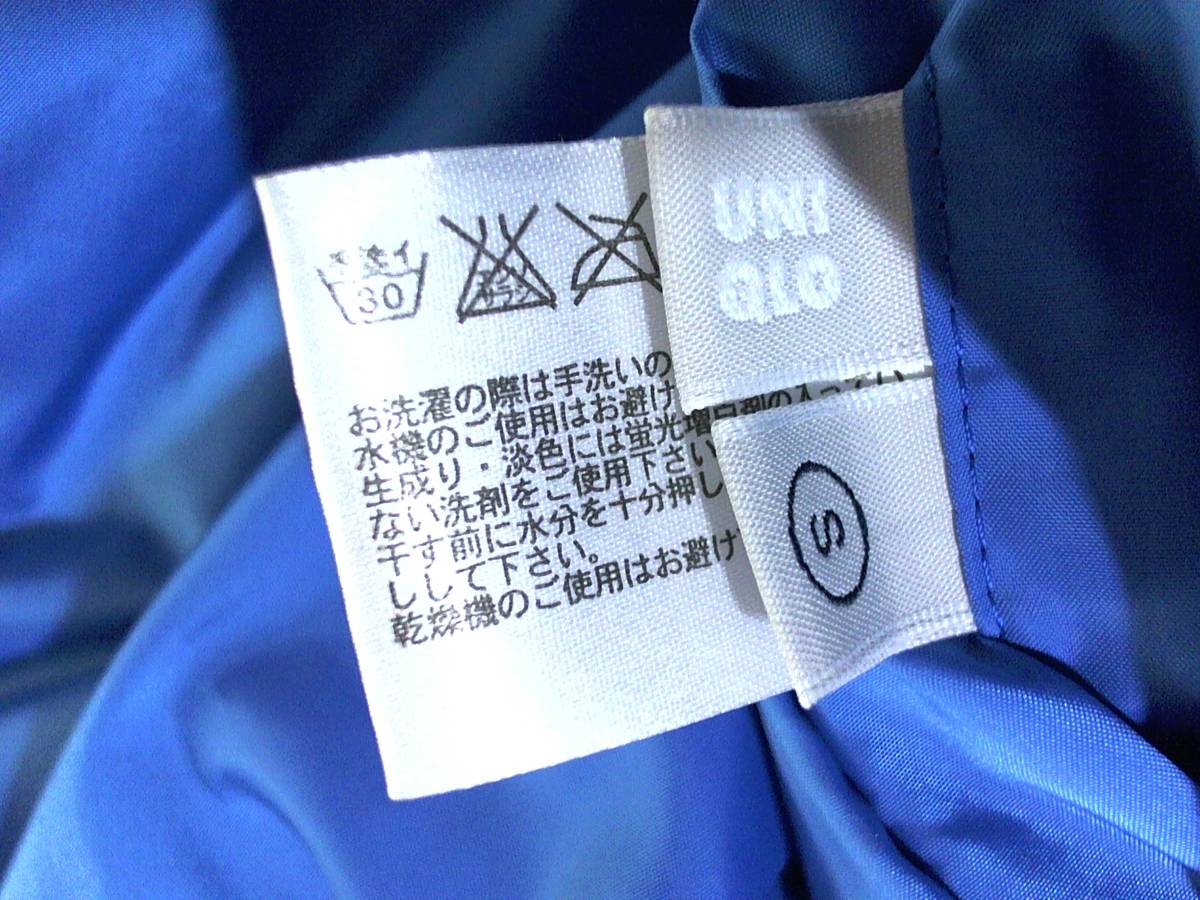 手洗イ
30
エンソサラシ
UNI
QLO
お洗濯の際は手洗いの
水機のご使用はお避け
生成り・淡色には蛍光増白剤の入ってい
ない洗剤をご使用下さい
干す前に水分を十分押し
しして下さい。
乾燥機のご使用はお避け
S